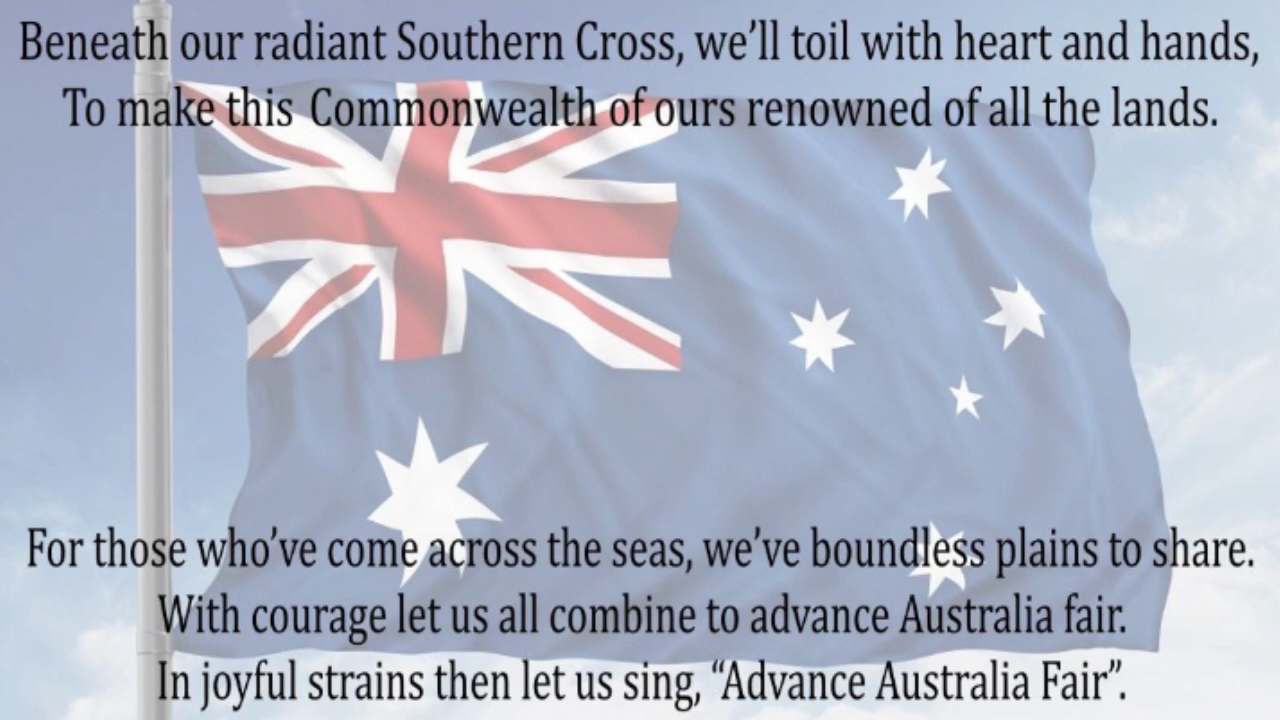 Beneath our radiant Southern Cross, we’ll toil with heart and hands,
To make this Commonwealth of ours renowned of all the lands.
For those who’ve come across the seas, we’ve boundless plains to share.
With courage let us all combine to advance Australia fair.
In joyful strains then let us sing, “Advance Australia Fair”.